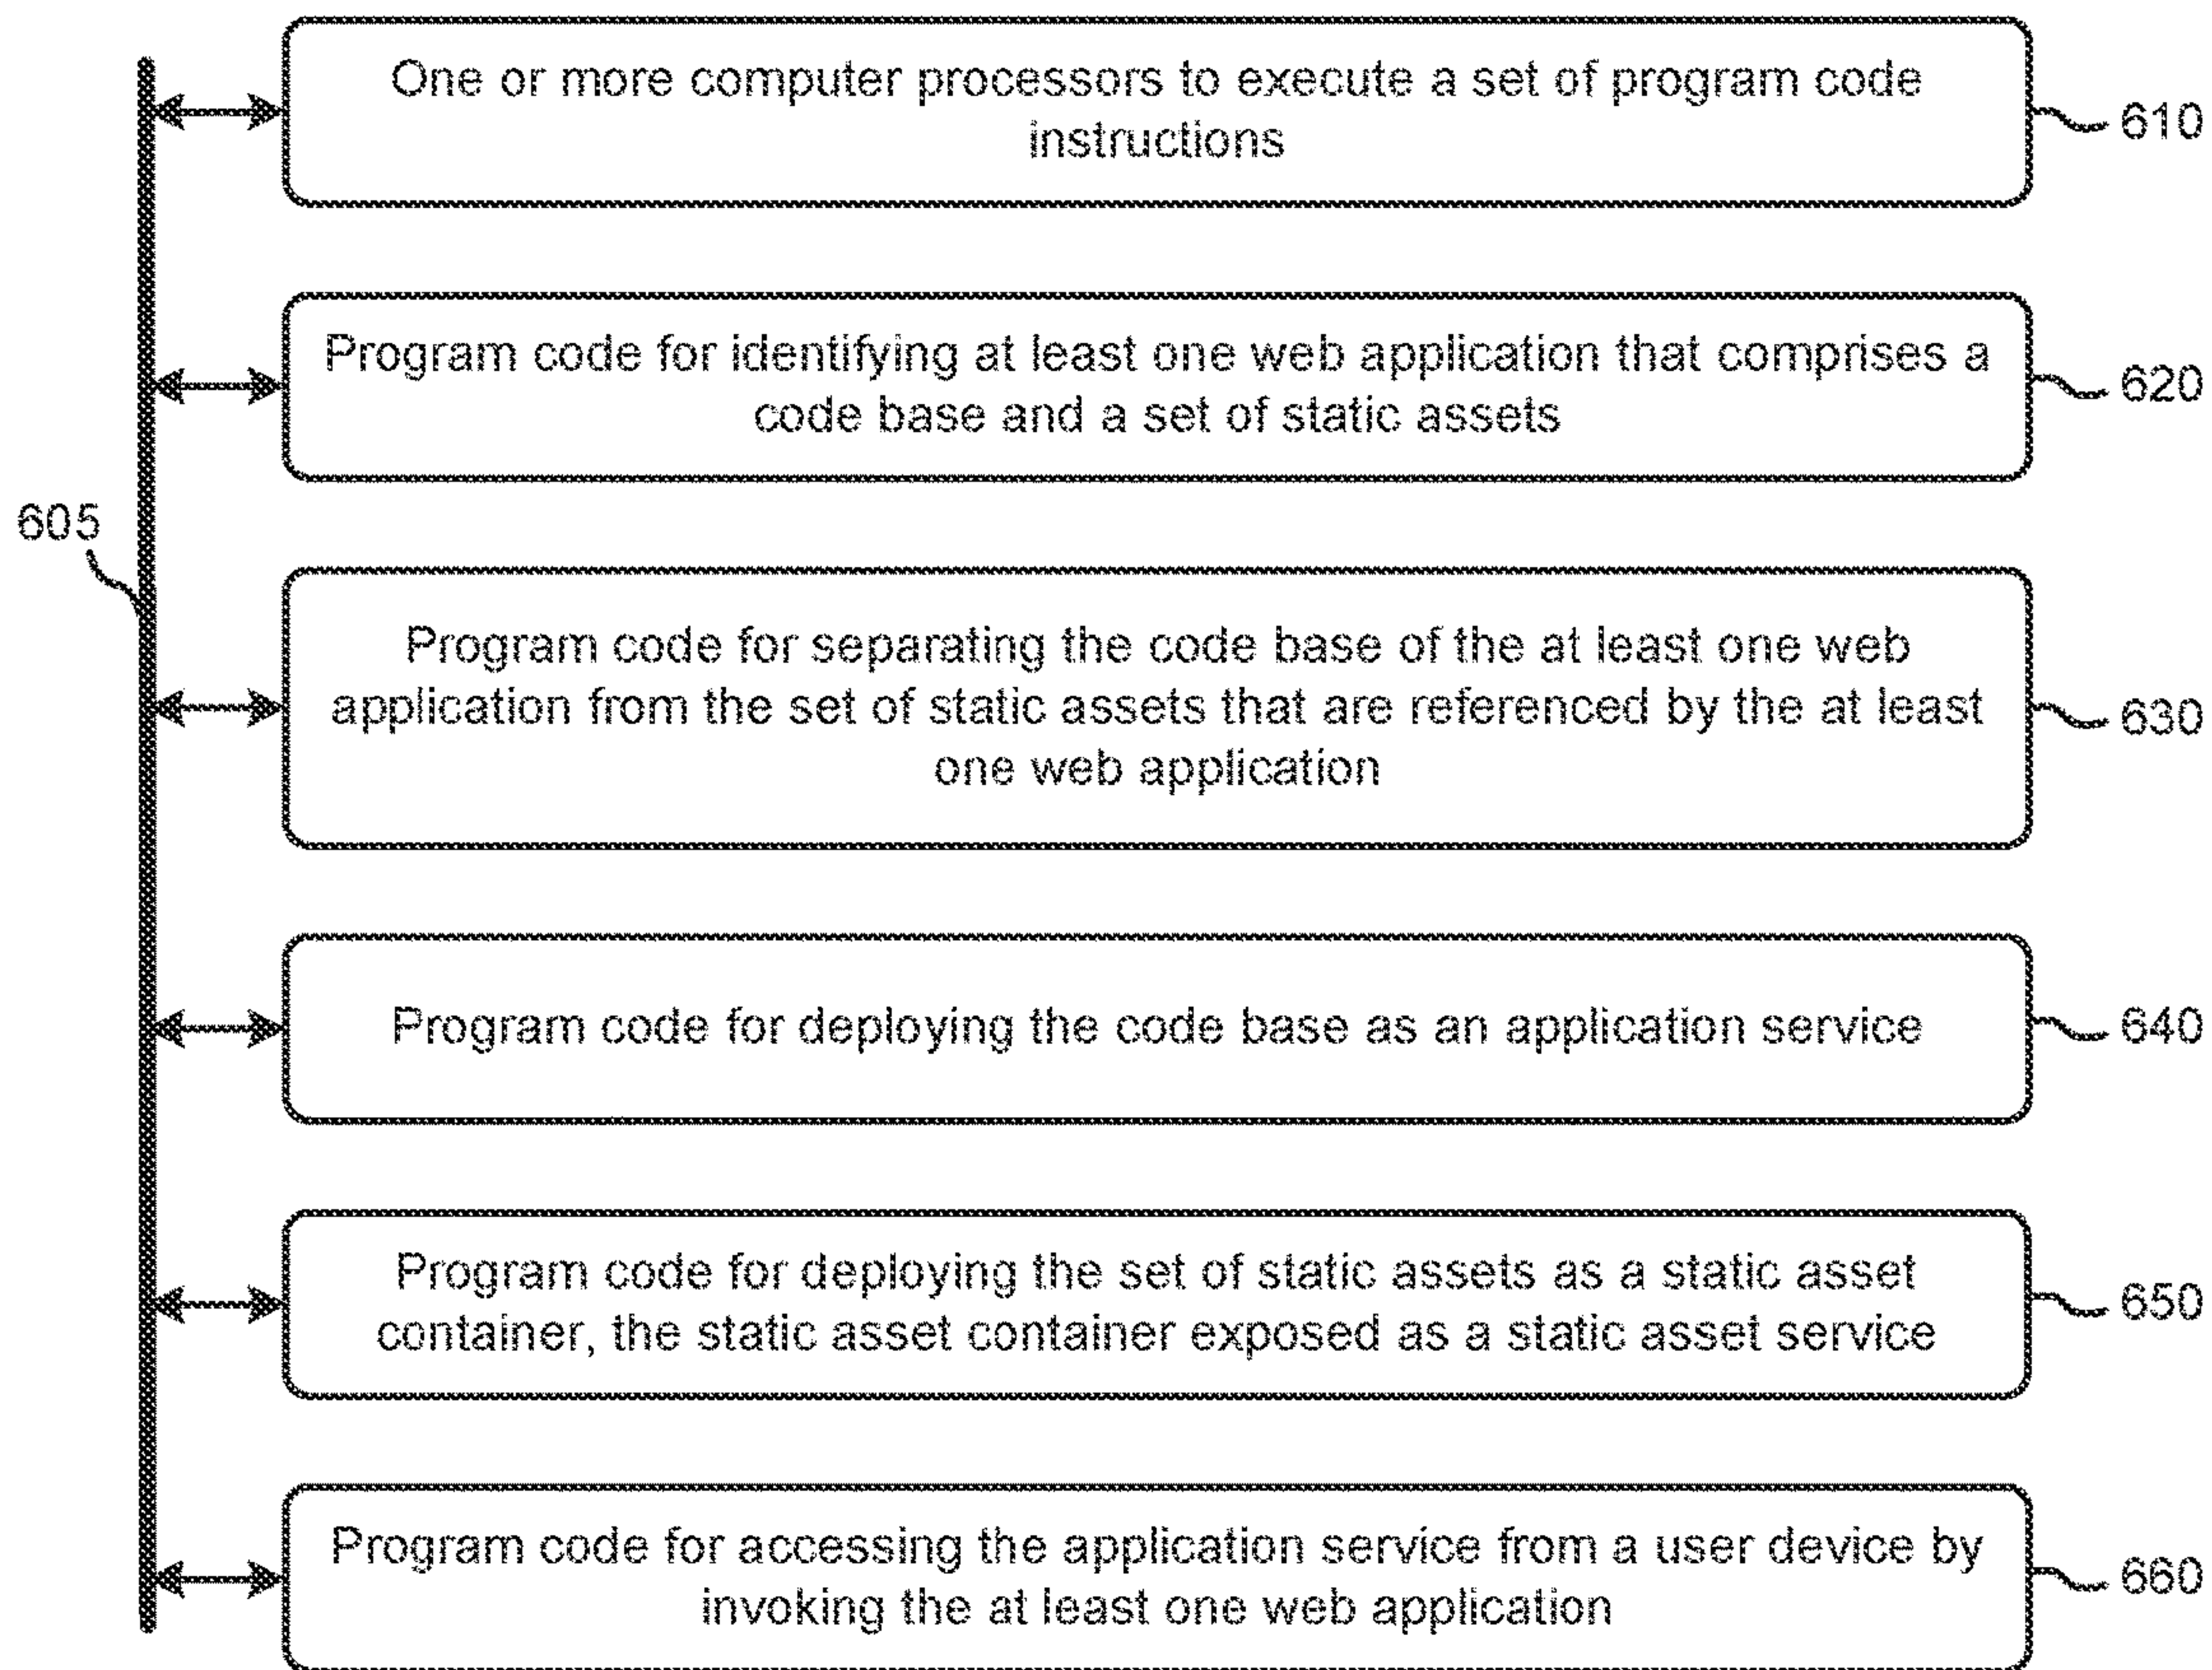 One or more computer processors to execute a set of program code
instructions
610
Program code for identifying at least one web application that comprises a
code base and a set of static assets
620
605
Program code for separating the code base of the at least one web
application from the set of static assets that are referenced by the at least
one web application
630
Program code for deploying the code base as an application service
640
Program code for deploying the set of static assets as a static asset
container, the static asset container exposed as a static asset service
650
Program code for accessing the application service from a user device by
invoking the at least one web application
660